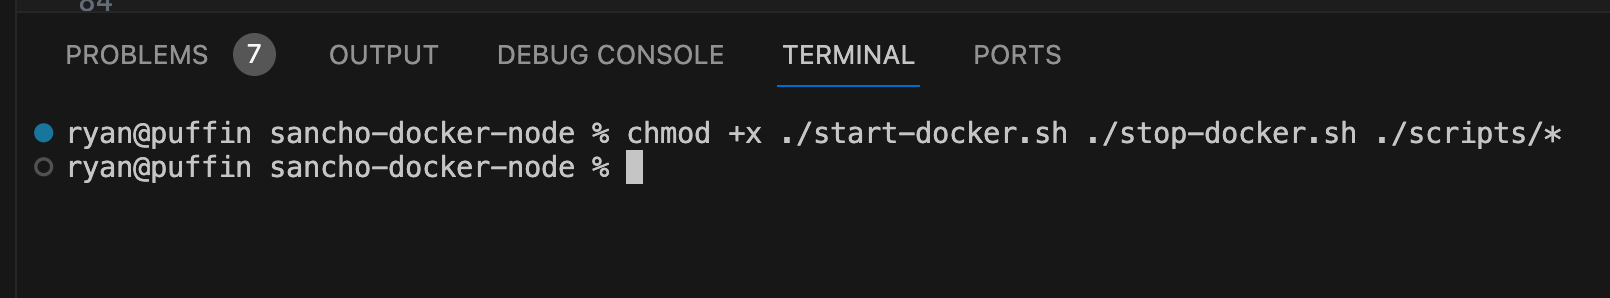 84
PROBLEMS 7 OUTPUT DEBUG CONSOLE TERMINAL PORTS
ryan@puffin sancho-docker-node % chmod +x ./start-docker.sh ./stop-docker.sh ./scripts/*
ryan@puffin sancho-docker-node %